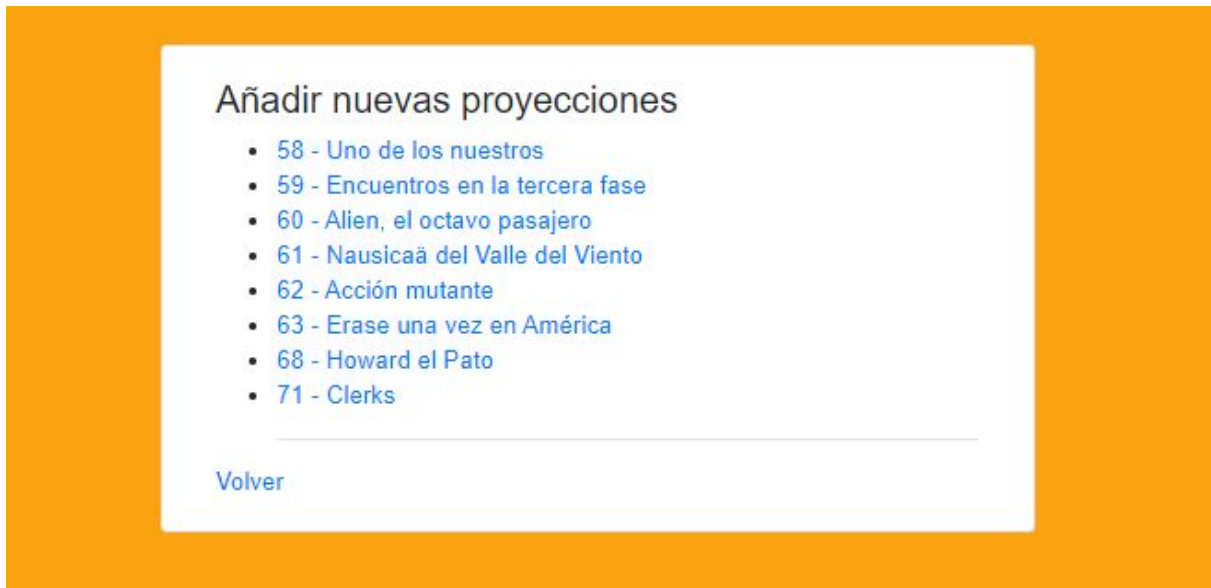 Añadir nuevas proyecciones
58 - Uno de los nuestros
59 - Encuentros en la tercera fase
60 - Alien, el octavo pasajero
61 - Nausicaä del Valle del Viento
62 - Acción mutante
63 - Erase una vez en América
68 - Howard el Pato
71 - Clerks
Volver